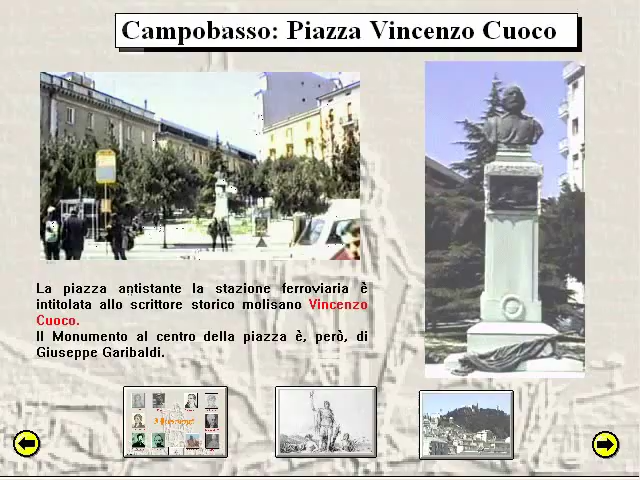 Campobasso: Piazza Vincenzo Cuoco
La piazza antistante la stazione ferroviaria è
intitolata allo scrittore storico molisano Vincenzo
Cuoco.
Il Monumento al centro della piazza è, però, di
Giuseppe Garibaldi.